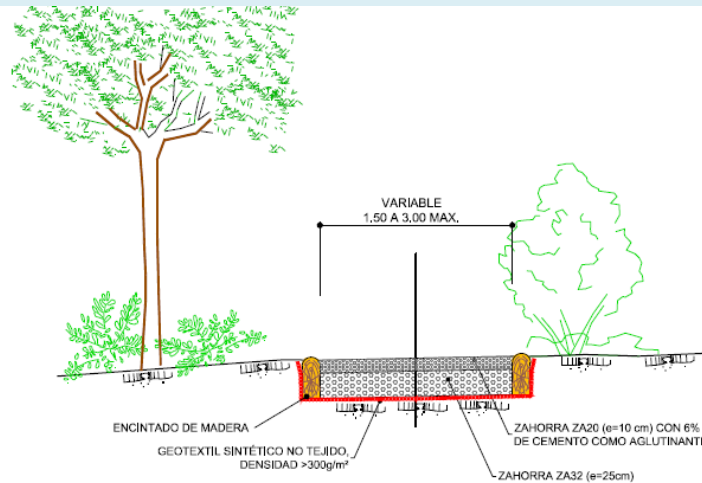 VARIABLE
1,50 A 3,00 MAX.
ENCINTADO DE MADERA
GEOTEXTIL SINTÉTICO NO TEJIDO,
DENSIDAD >300g/m²
ZAHORRA ZA20 (e=10 cm) CON 6%
DE CEMENTO COMO AGLUTINANTE
ZAHORRA ZA32 (e=25cm)